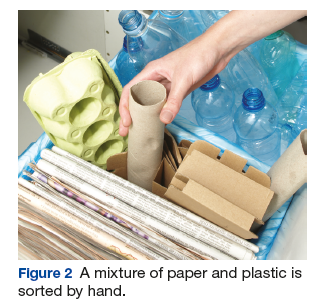 Figure 2 A mixture of paper and plastic is
sorted by hand.